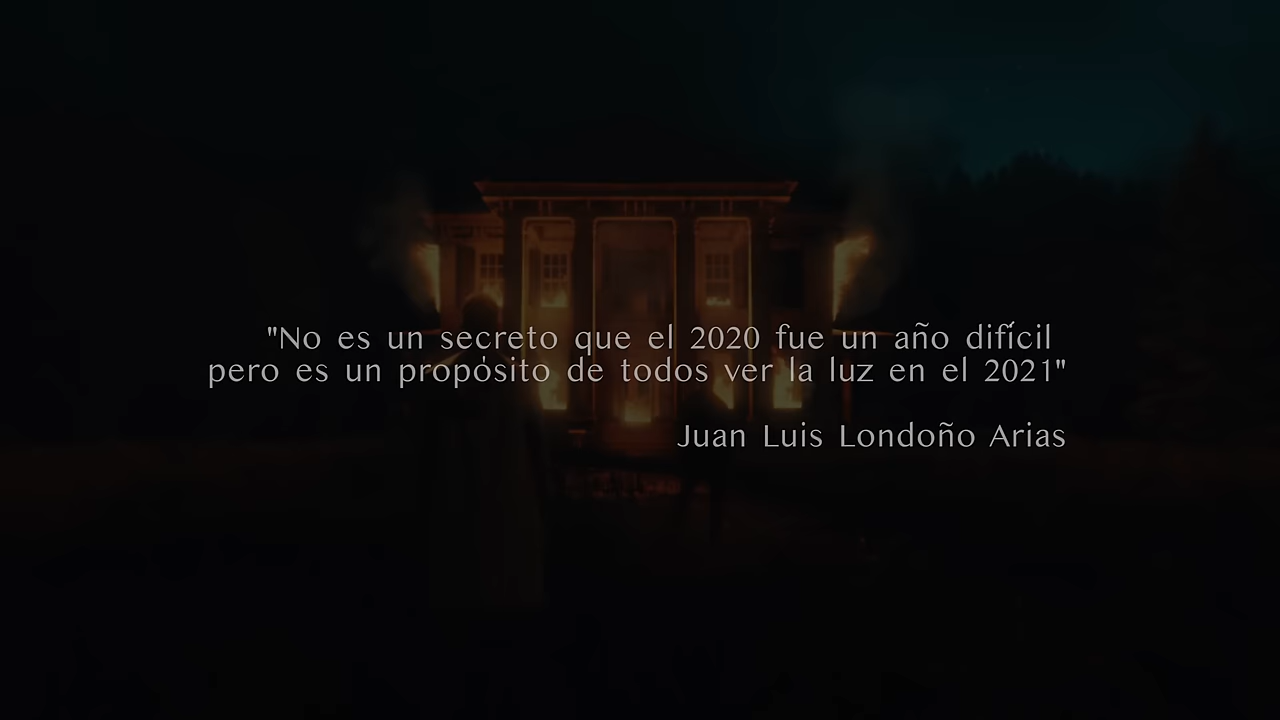 "No es un secreto que el 2020 fue un año difícil
pero es un propósito de todos ver la luz en el 2021"
Juan Luis Londoño Arias